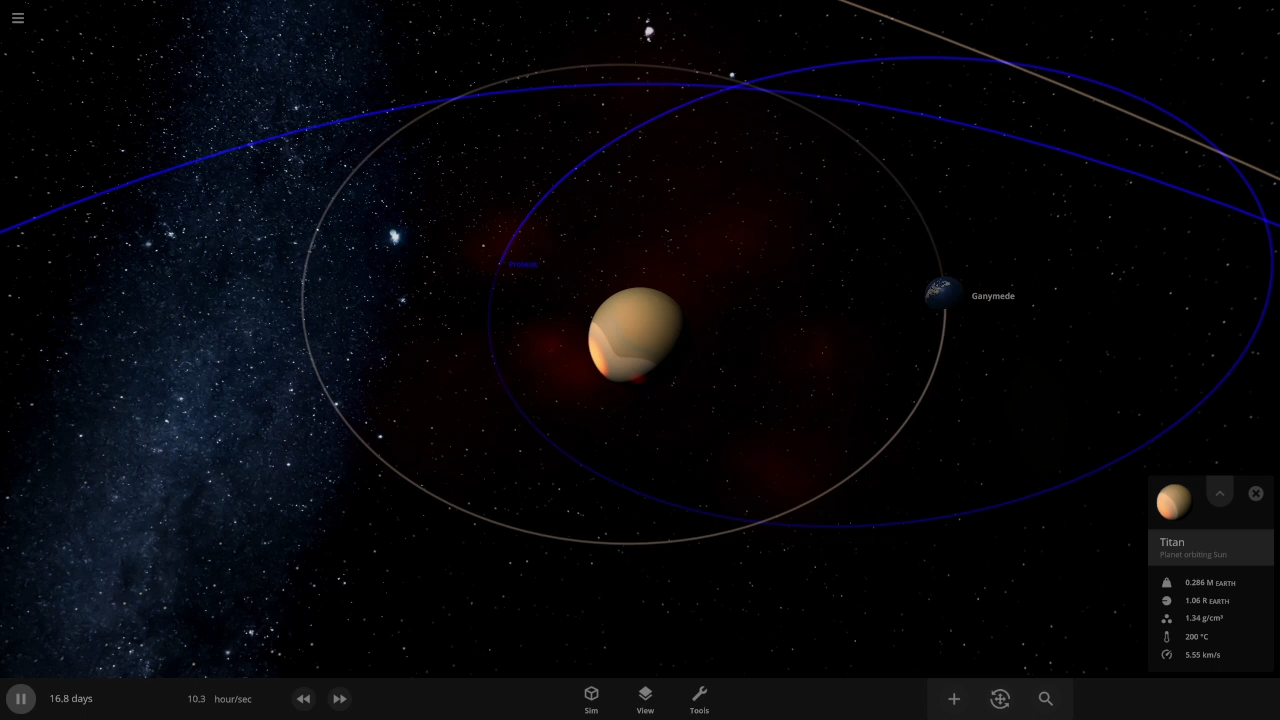 Proteus
Ganymede
Titan
Planet orbiting Sun
0.286 M EARTH
1.06 R EARTH
1.34 g/cm³
200 °C
5.55 km/s
16.8 days
10.3 hour/sec
Sim
View
Tools